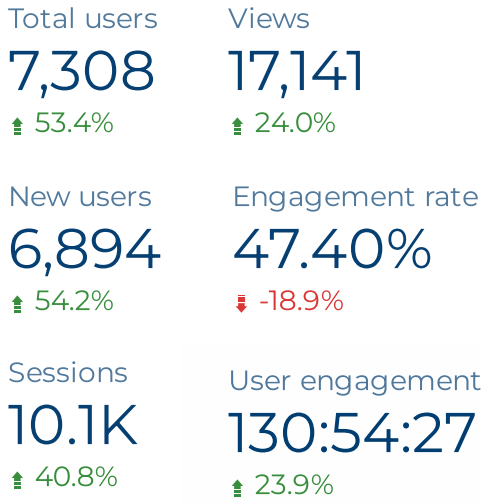 Total users
7,308
53.4%
Views
17,141
24.0%
New users
6,894
54.2%
Engagement rate
47.40%
-18.9%
Sessions
10.1K
40.8%
User engagement
130:54:27
23.9%